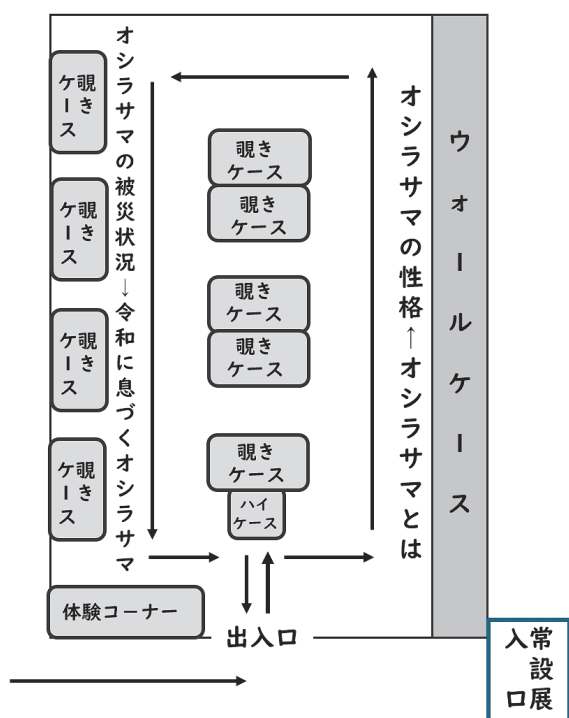 覗き
ケース
覗き
ケース
覗き
ケース
覗き
ケース
オシラサマの被災状況→令和に息づくオシラサマ
覗き
ケース
覗き
ケース
覗き
ケース
覗き
ケース
覗き
ケース
ハイ
ケース
オシラサマの性格←オシラサマとは
ウォールケース
体験コーナー
出入口
常設展
入口